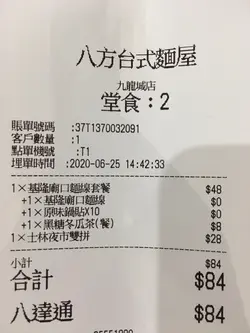 八方台式麵屋
九龍城店
堂食:2
賬單號碼 :37T1370032091
客戶數量 :1
點單機號 :T1
埋單時間 :2020-06-25 14:42:33
1×基隆廟口麵線套餐 $48
+1×基隆廟口麵線 $0
+1×原味鍋貼X10 $0
+1×黑糖冬瓜茶(餐) $8
1×士林夜市雙拼 $28
小計 $84
合計 $84
八達通 $84